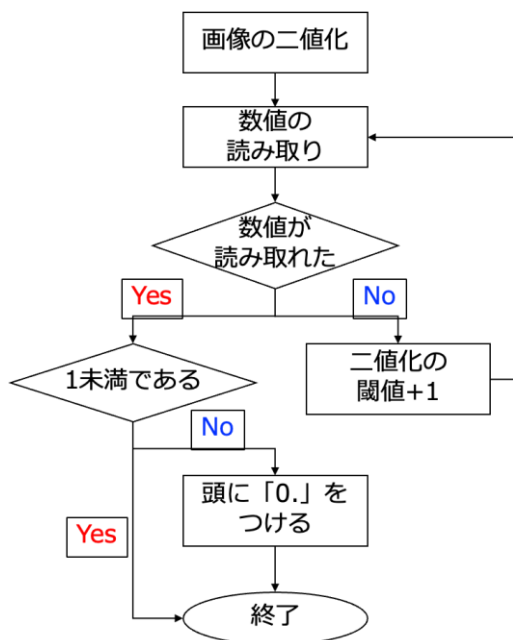 画像の二値化
数値の
読み取り
数値が
読み取れた
Yes
No
1未満である
二値化の
閾値+1
No
頭に「0.」を
つける
Yes
終了